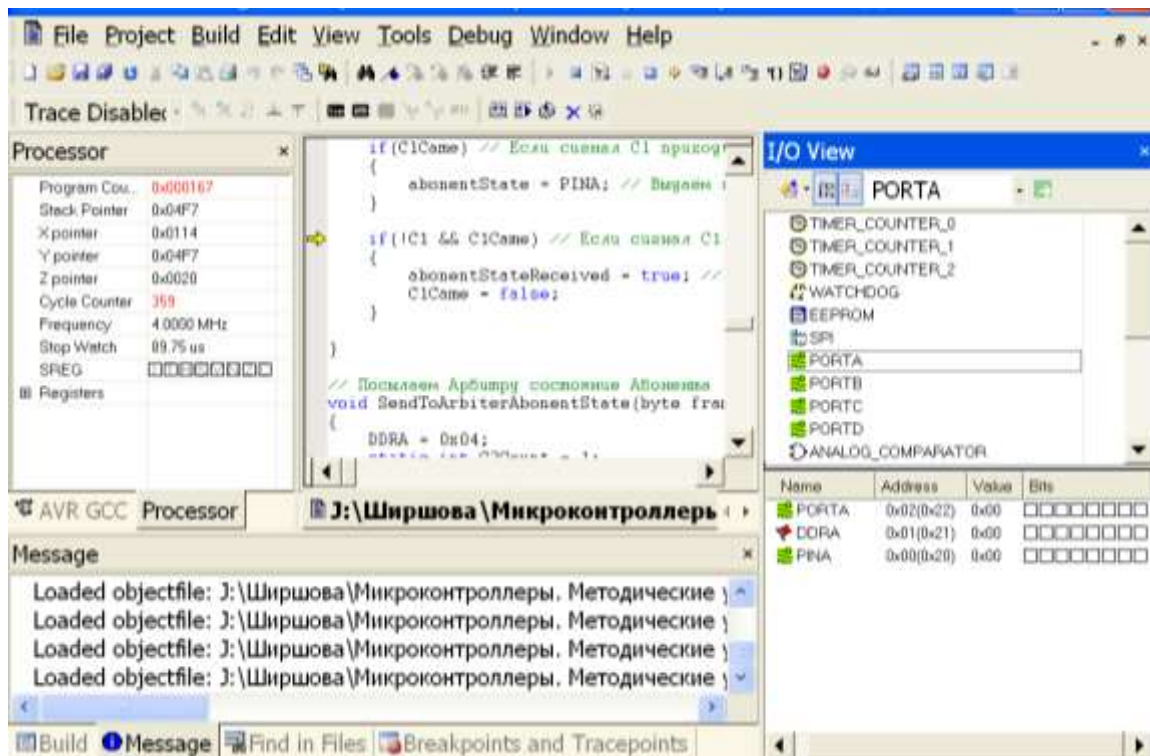 File Project Build Edit View Tools Debug Window Help
Trace Disabled
Processor
Program Cou.. 0x000167
Stack Pointer 0x04F7
X pointer 0x0114
Y pointer 0x04F7
Z pointer 0x0020
Cycle Counter 359
Frequency 4.0000 MHz
Stop Watch 89.75 us
SREG
Registers
AVR GCC Processor
if(C1Came) // Если сигнал C1 приход
{
abonentState = PINA; // Выдаём
}
if(!C1 && C1Came) // Если сигнал C1
{
abonentStateReceived = true; //
C1Came = false;
}
}
// Посылаем Арбитру состояние Абонента
void SendToArbiterAbonentState(byte fra
{
DDRA = 0x04;
J:\Ширшова\Микроконтроллеры
I/O View
PORTA
TIMER_COUNTER_0
TIMER_COUNTER_1
TIMER_COUNTER_2
WATCHDOG
EEPROM
SPI
PORTA
PORTB
PORTC
PORTD
ANALOG_COMPARATOR
Name Address Value Bits
PORTA 0x02(0x22) 0x00
DDRA 0x01(0x21) 0x00
PINA 0x00(0x20) 0x00
Message
Loaded objectfile: J:\Ширшова\Микроконтроллеры. Методические у
Loaded objectfile: J:\Ширшова\Микроконтроллеры. Методические у
Loaded objectfile: J:\Ширшова\Микроконтроллеры. Методические у
Loaded objectfile: J:\Ширшова\Микроконтроллеры. Методические у
Build Message Find in Files Breakpoints and Tracepoints